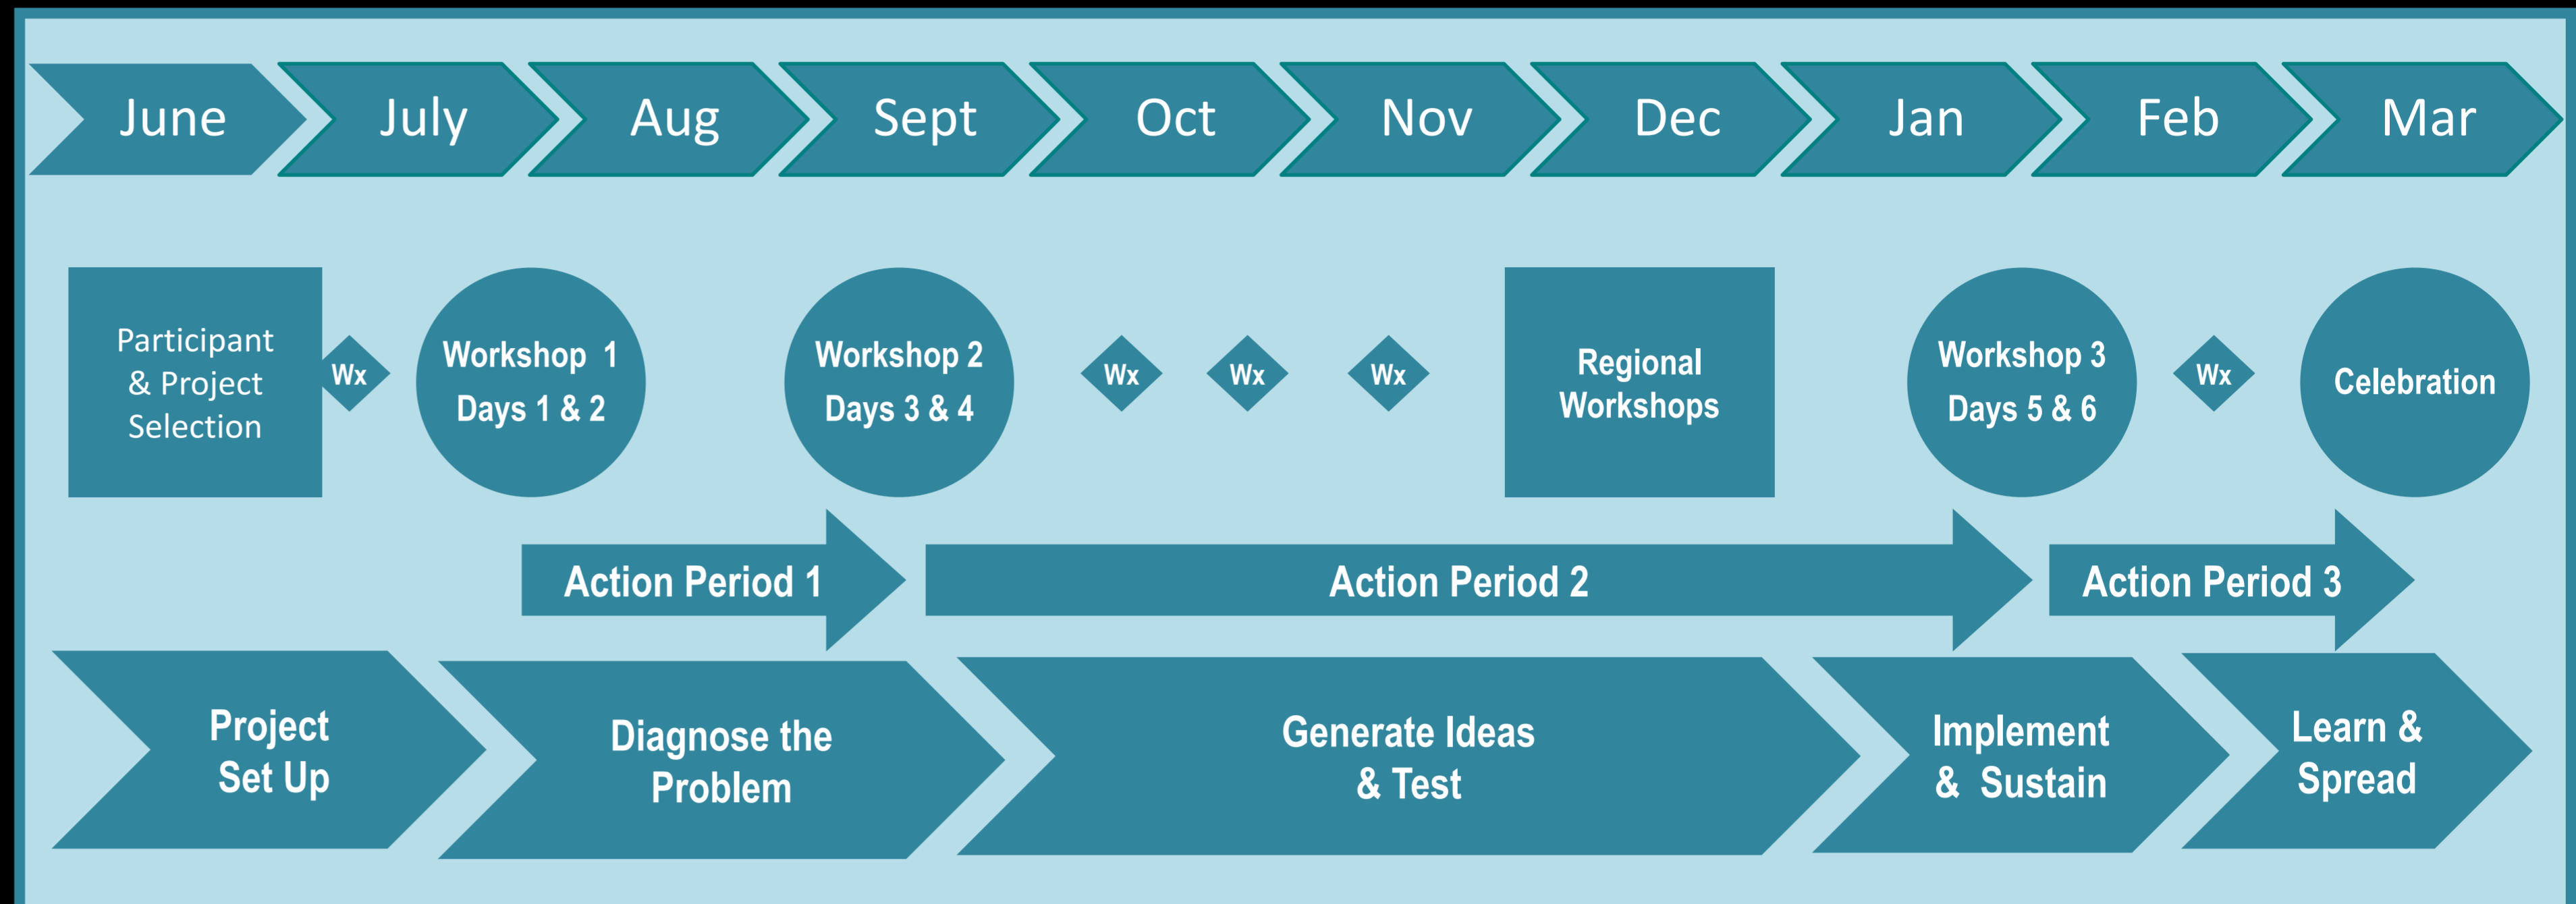 June
July
Aug
Sept
Oct
Nov
Dec
Jan
Feb
Mar
Participant
& Project
Selection
Wx
Workshop 1
Days 1 & 2
Workshop 2
Days 3 & 4
Wx
Wx
Wx
Regional
Workshops
Workshop 3
Days 5 & 6
Wx
Celebration
Action Period 1
Action Period 2
Action Period 3
Project
Set Up
Diagnose the
Problem
Generate Ideas
& Test
Implement
& Sustain
Learn &
Spread